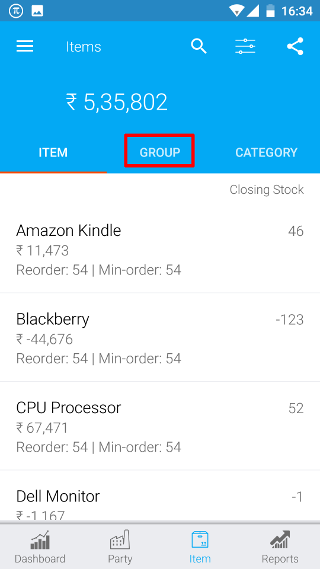 16:34
Items
₹ 5,35,802
ITEM GROUP CATEGORY
Closing Stock
Amazon Kindle 46
₹ 11,473
Reorder: 54 | Min-order: 54
Blackberry -123
₹ -44,676
Reorder: 54 | Min-order: 54
CPU Processor 52
₹ 67,471
Reorder: 54 | Min-order: 54
Dell Monitor -1
₹ -1,167
Dashboard Party Item Reports